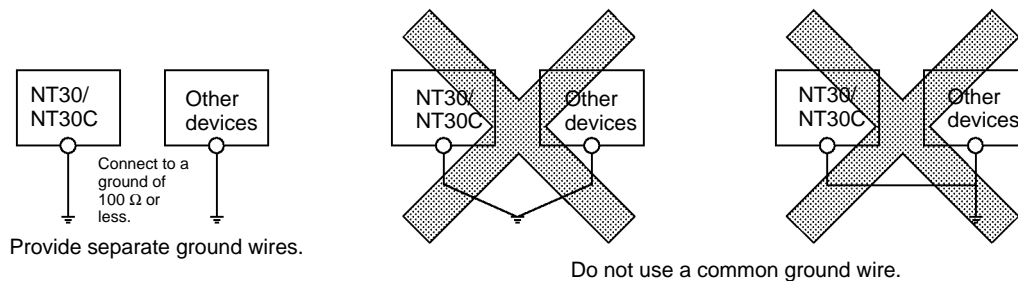 NT30/
NT30C
Other
devices
Connect to a
ground of
100 Ω or
less.
Provide separate ground wires.
NT30/
NT30C
Other
devices
NT30/
NT30C
Other
devices
Do not use a common ground wire.